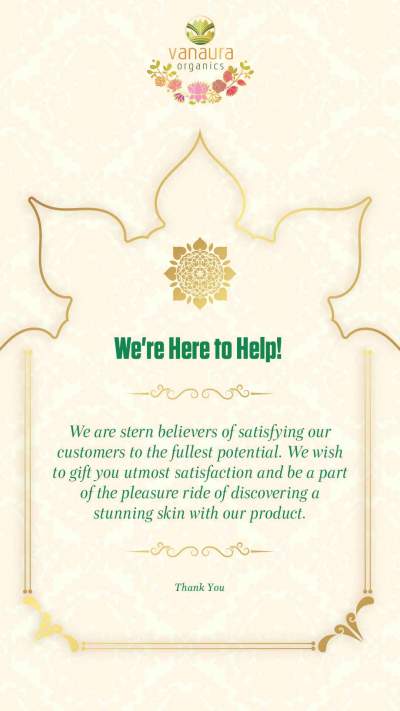 vanaura
organics
We're Here to Help!
We are stern believers of satisfying our
customers to the fullest potential. We wish
to gift you utmost satisfaction and be a part
of the pleasure ride of discovering a
stunning skin with our product.
Thank You